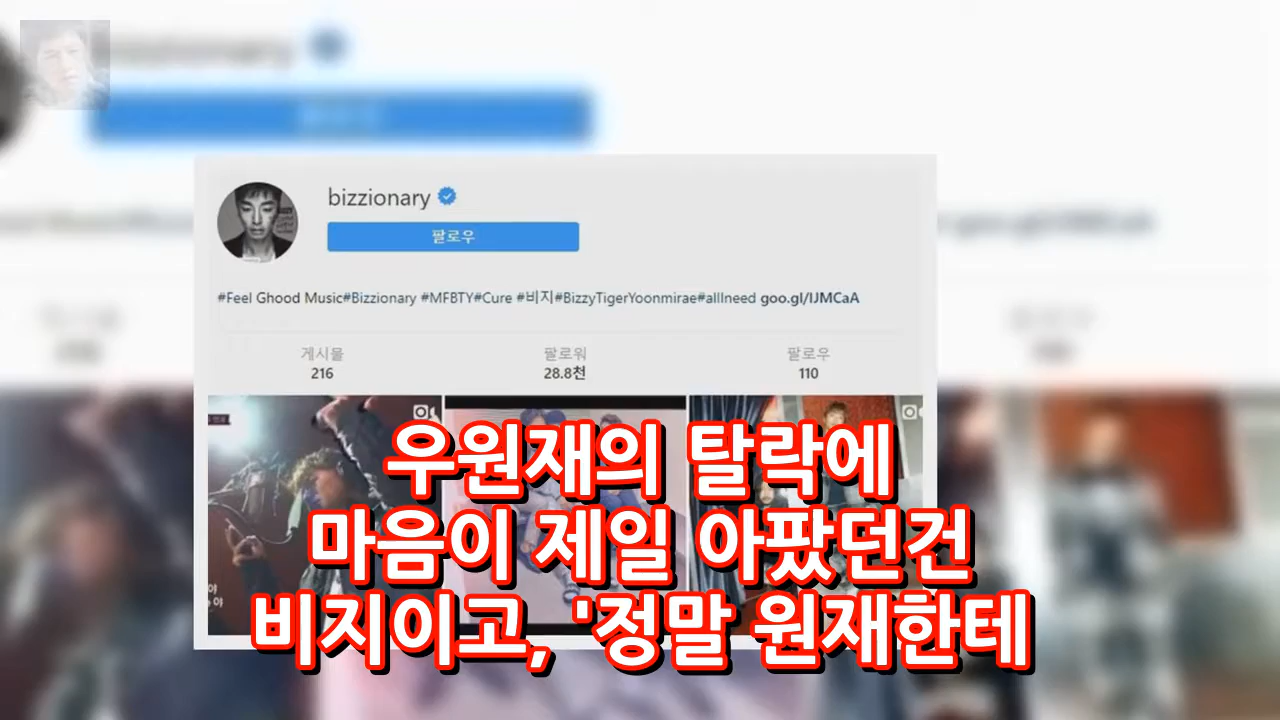 bizzionary
팔로우
#Feel Ghood Music#Bizzionary #MFBTY#Cure #비지#BizzyTigerYoonmirae#allIneed goo.gl/IJMCaA
게시물 팔로워 팔로우
216 28.8천 110
우원재의 탈락에
마음이 제일 아팠던건
비지이고, '정말 원재한테